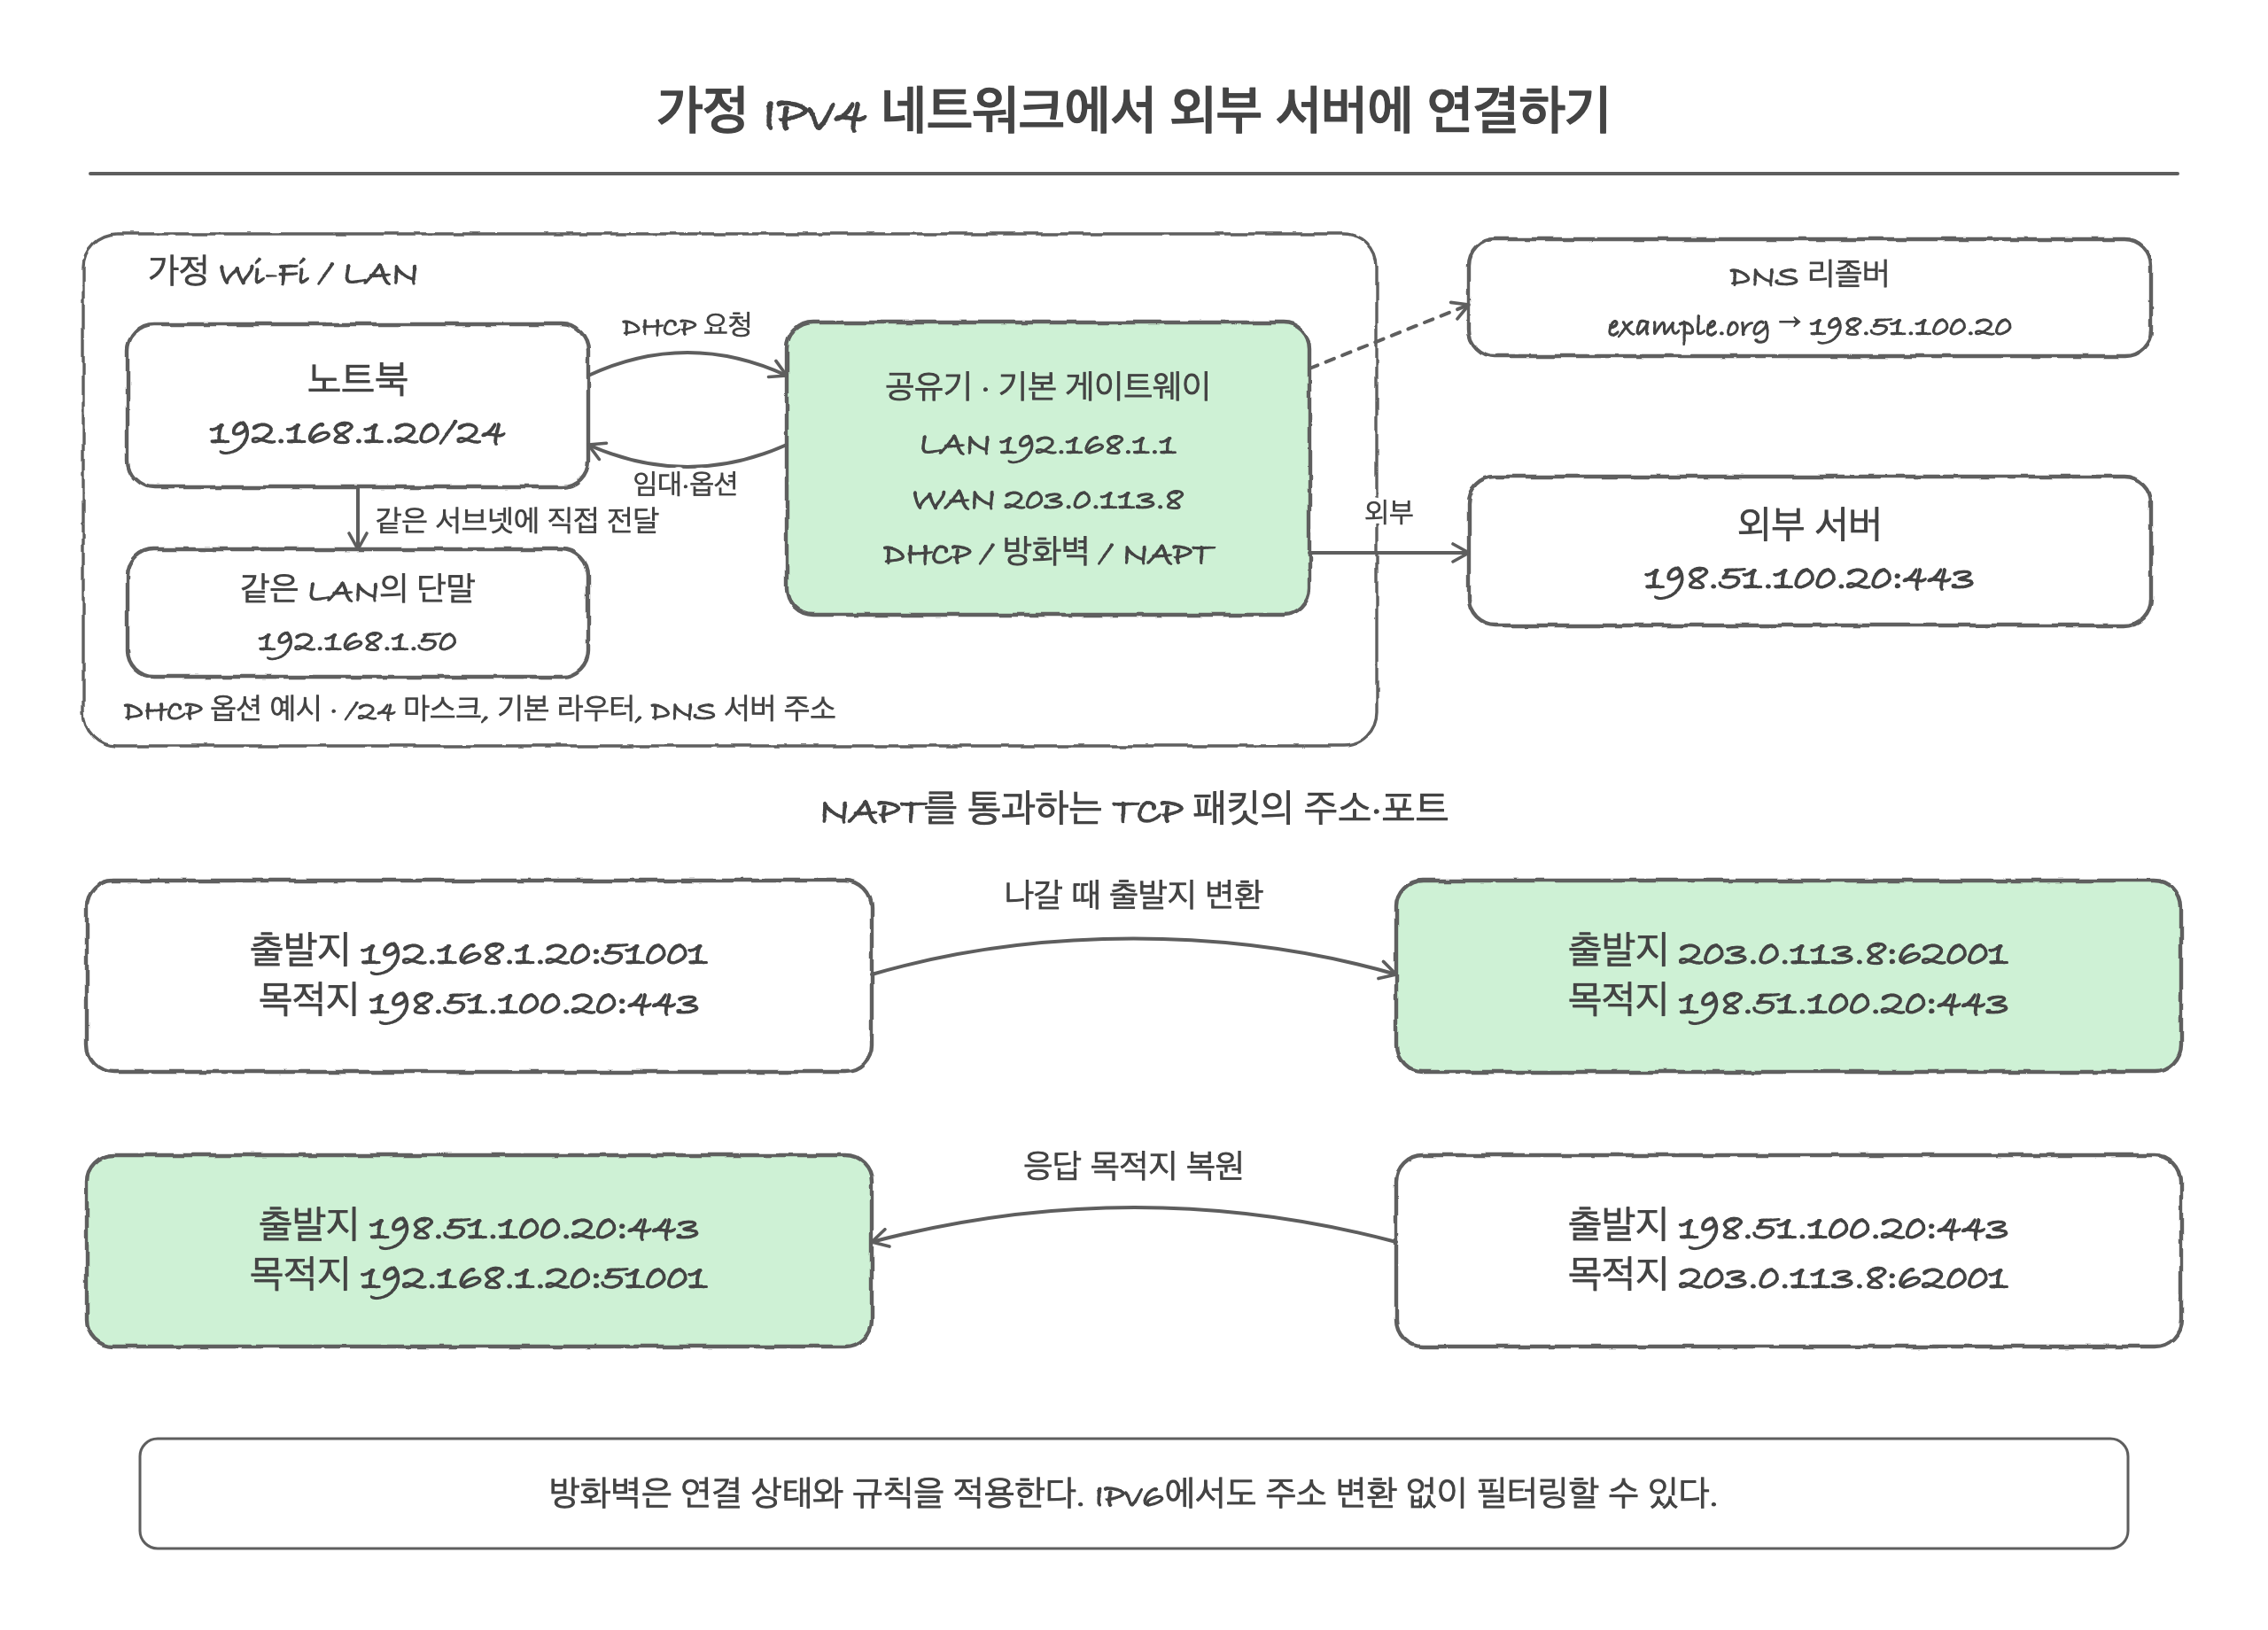 가정 IPv4 네트워크에서 외부 서버에 연결하기
가정 Wi-Fi / LAN
노트북
192.168.1.20/24
DHCP 요청
임대·옵션
같은 서브넷에 직접 전달
같은 LAN의 단말
192.168.1.50
DHCP 옵션 예시 · /24 마스크, 기본 라우터, DNS 서버 주소
공유기 · 기본 게이트웨이
LAN 192.168.1.1
WAN 203.0.113.8
DHCP / 방화벽 / NAPT
DNS 리졸버
example.org → 198.51.100.20
외부
외부 서버
198.51.100.20:443
NAPT를 통과하는 TCP 패킷의 주소·포트
출발지 192.168.1.20:51001
목적지 198.51.100.20:443
나갈 때 출발지 변환
출발지 203.0.113.8:62001
목적지 198.51.100.20:443
출발지 198.51.100.20:443
목적지 192.168.1.20:51001
응답 목적지 복원
출발지 198.51.100.20:443
목적지 203.0.113.8:62001
방화벽은 연결 상태와 규칙을 적용한다. IPv6에서도 주소 변환 없이 필터링할 수 있다.